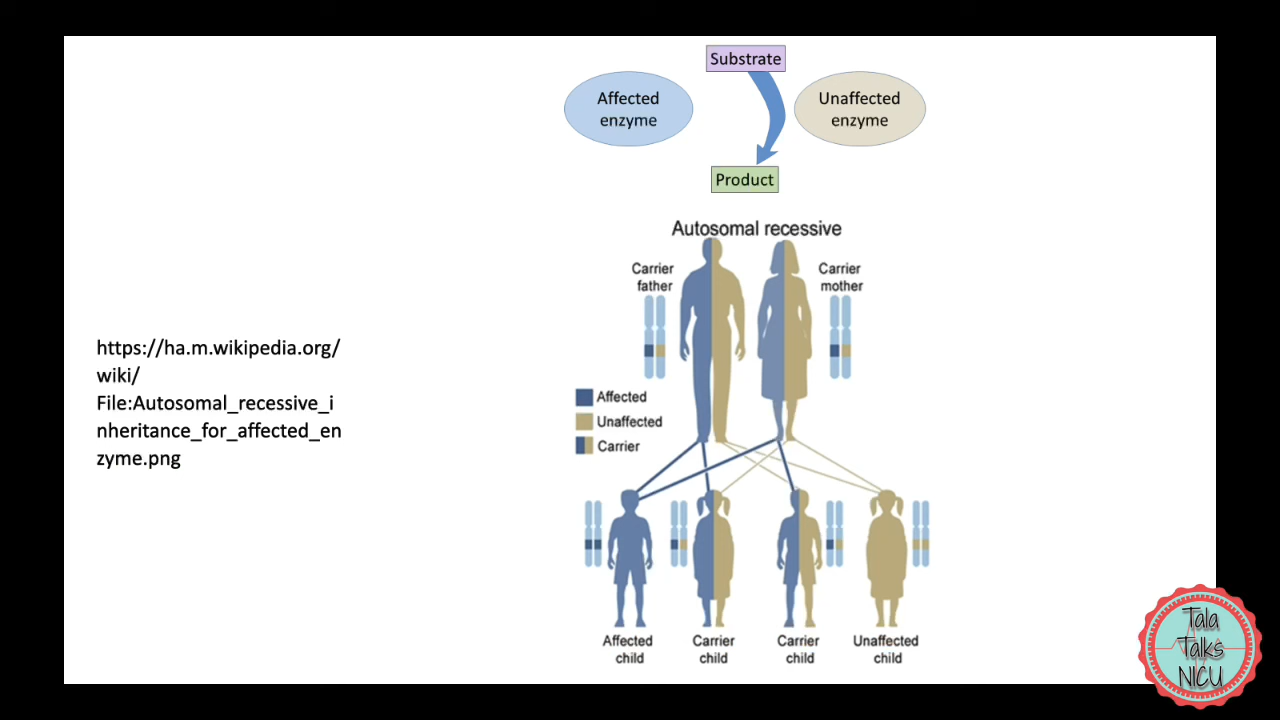 Substrate
Affected
enzyme
Unaffected
enzyme
Product
Autosomal recessive
Carrier
father
Carrier
mother
Affected
Unaffected
Carrier
https://ha.m.wikipedia.org/
wiki/
File:Autosomal_recessive_i
nheritance_for_affected_en
zyme.png
Affected
child
Carrier
child
Carrier
child
Unaffected
child
Tala
Talks
NICU